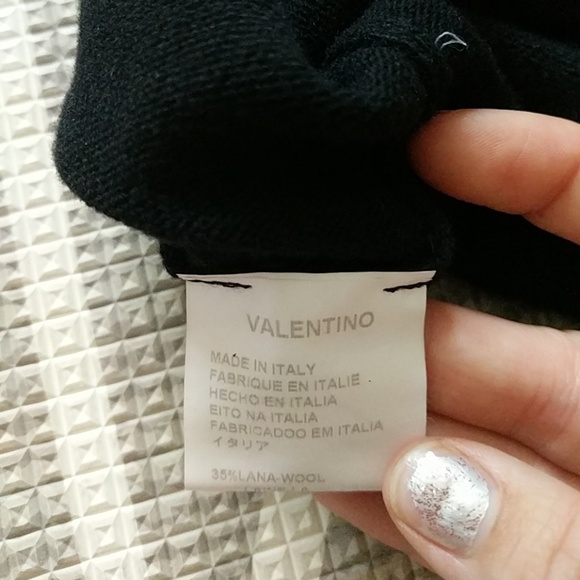 VALENTINO
MADE IN ITALY
FABRIQUE EN ITALIE
HECHO EN ITALIA
EITO NA ITALIA
FABRICADOO EM ITALIA
イタリア
35%LANA-WOOL